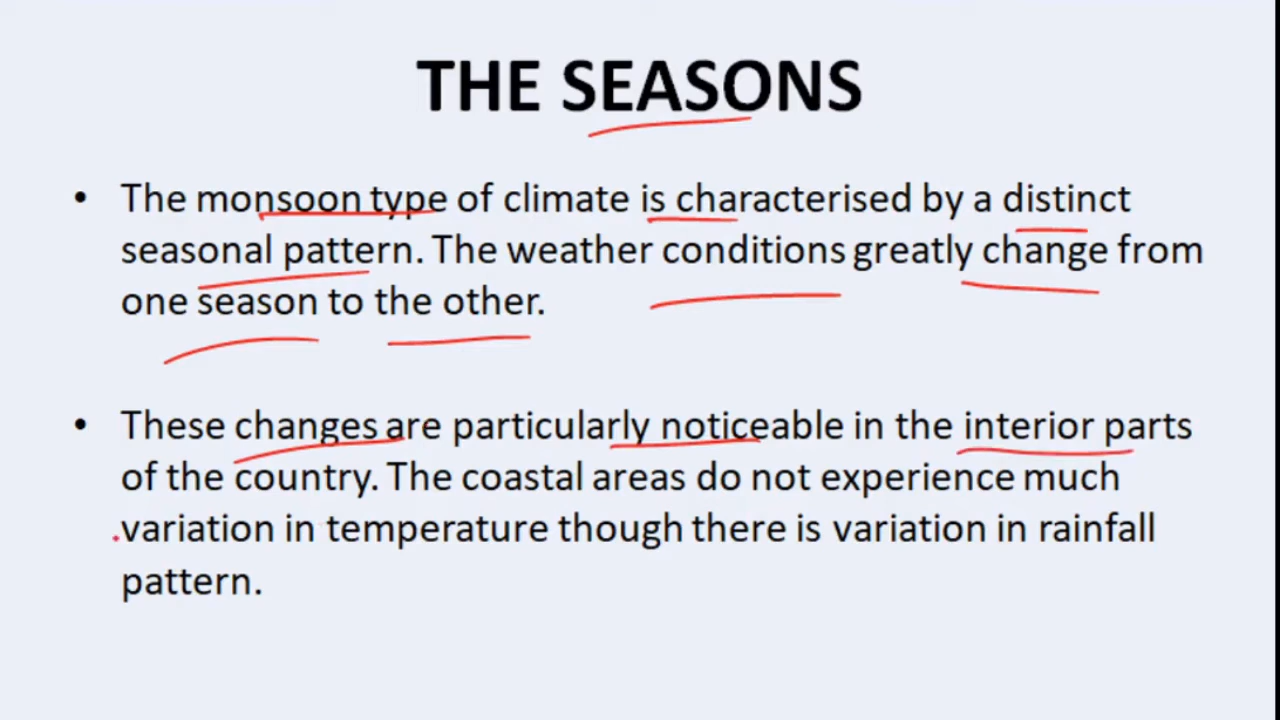 THE SEASONS
• The monsoon type of climate is characterised by a distinct
seasonal pattern. The weather conditions greatly change from
one season to the other.
• These changes are particularly noticeable in the interior parts
of the country. The coastal areas do not experience much
variation in temperature though there is variation in rainfall
pattern.